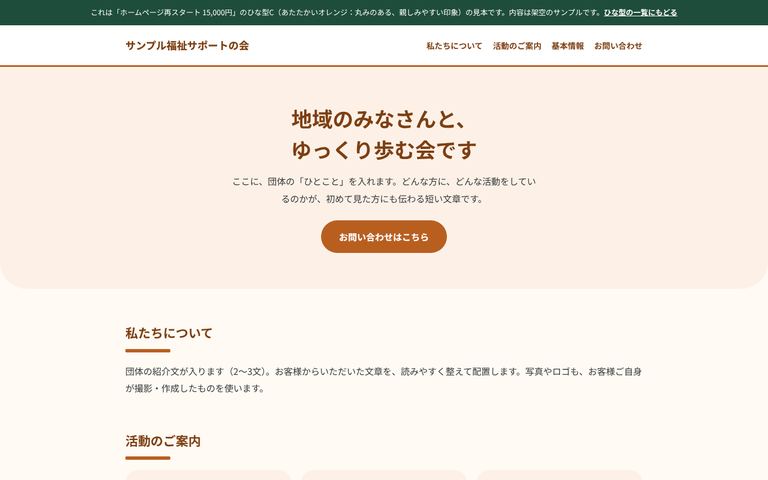 これは「ホームページ再スタート 15,000円」のひな型C（あたたかいオレンジ：丸みのある、親しみやすい印象）の見本です。内容は架空のサンプルです。ひな型の一覧にもどる
サンプル福祉サポートの会
私たちについて 活動のご案内 基本情報 お問い合わせ
地域のみなさんと、
ゆっくり歩む会です
ここに、団体の「ひとこと」を入れます。どんな方に、どんな活動をしてい
るのかが、初めて見た方にも伝わる短い文章です。
お問い合わせはこちら
私たちについて
団体の紹介文が入ります（2〜3文）。お客様からいただいた文章を、読みやすく整えて配置します。写真やロゴも、お客様ご自身
が撮影・作成したものを使います。
活動のご案内